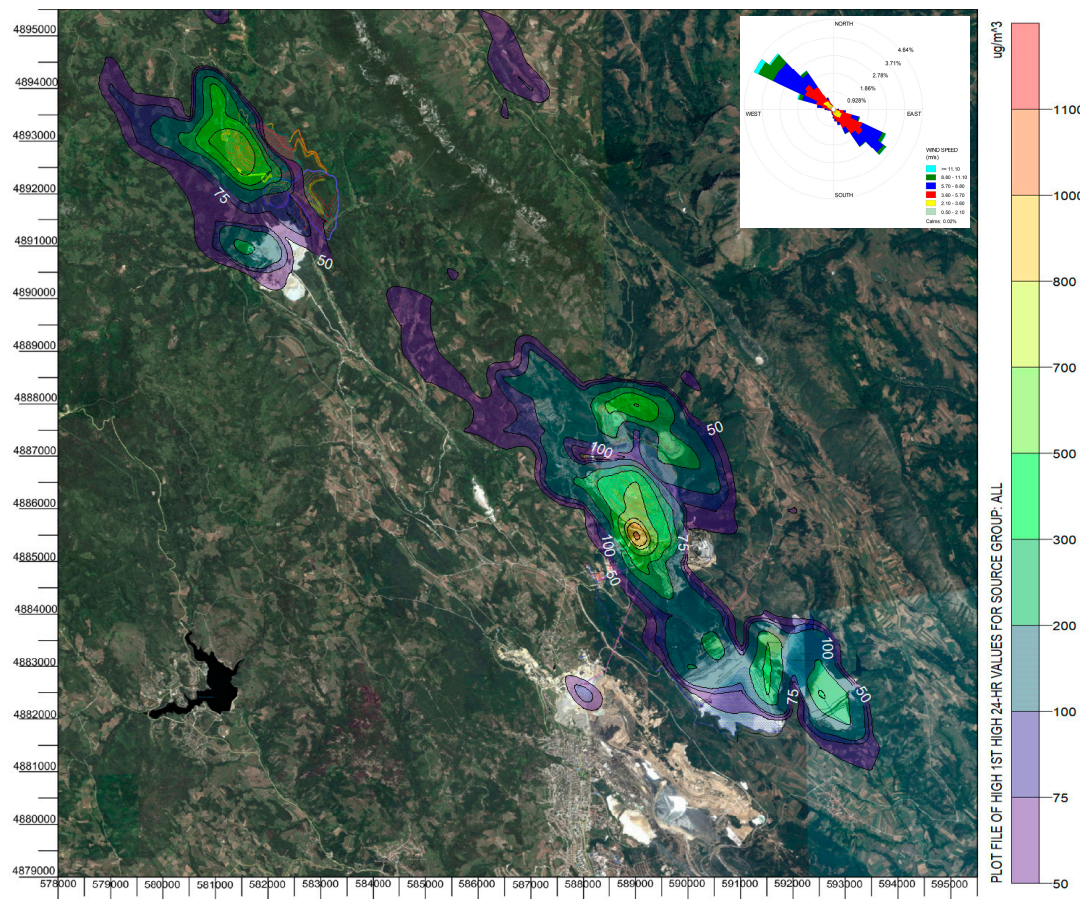 4895000
4894000
4893000
4892000
4891000
4890000
4889000
4888000
4887000
4886000
4885000
4884000
4883000
4882000
4881000
4880000
4879000
578000 579000 580000 581000 582000 583000 584000 585000 586000 587000 588000 589000 590000 591000 592000 593000 594000 595000
75
50
50
100
100
50
75
100
75
50
NORTH
4.64%
3.71%
2.78%
1.86%
0.928%
WEST
EAST
SOUTH
WIND SPEED
(m/s)
>= 11.10
8.80 - 11.10
5.70 - 8.80
3.60 - 5.70
2.10 - 3.60
0.50 - 2.10
Calms: 0.02%
ug/m^3
1100
1000
800
700
500
300
200
100
75
50
PLOT FILE OF HIGH 1ST HIGH 24-HR VALUES FOR SOURCE GROUP: ALL